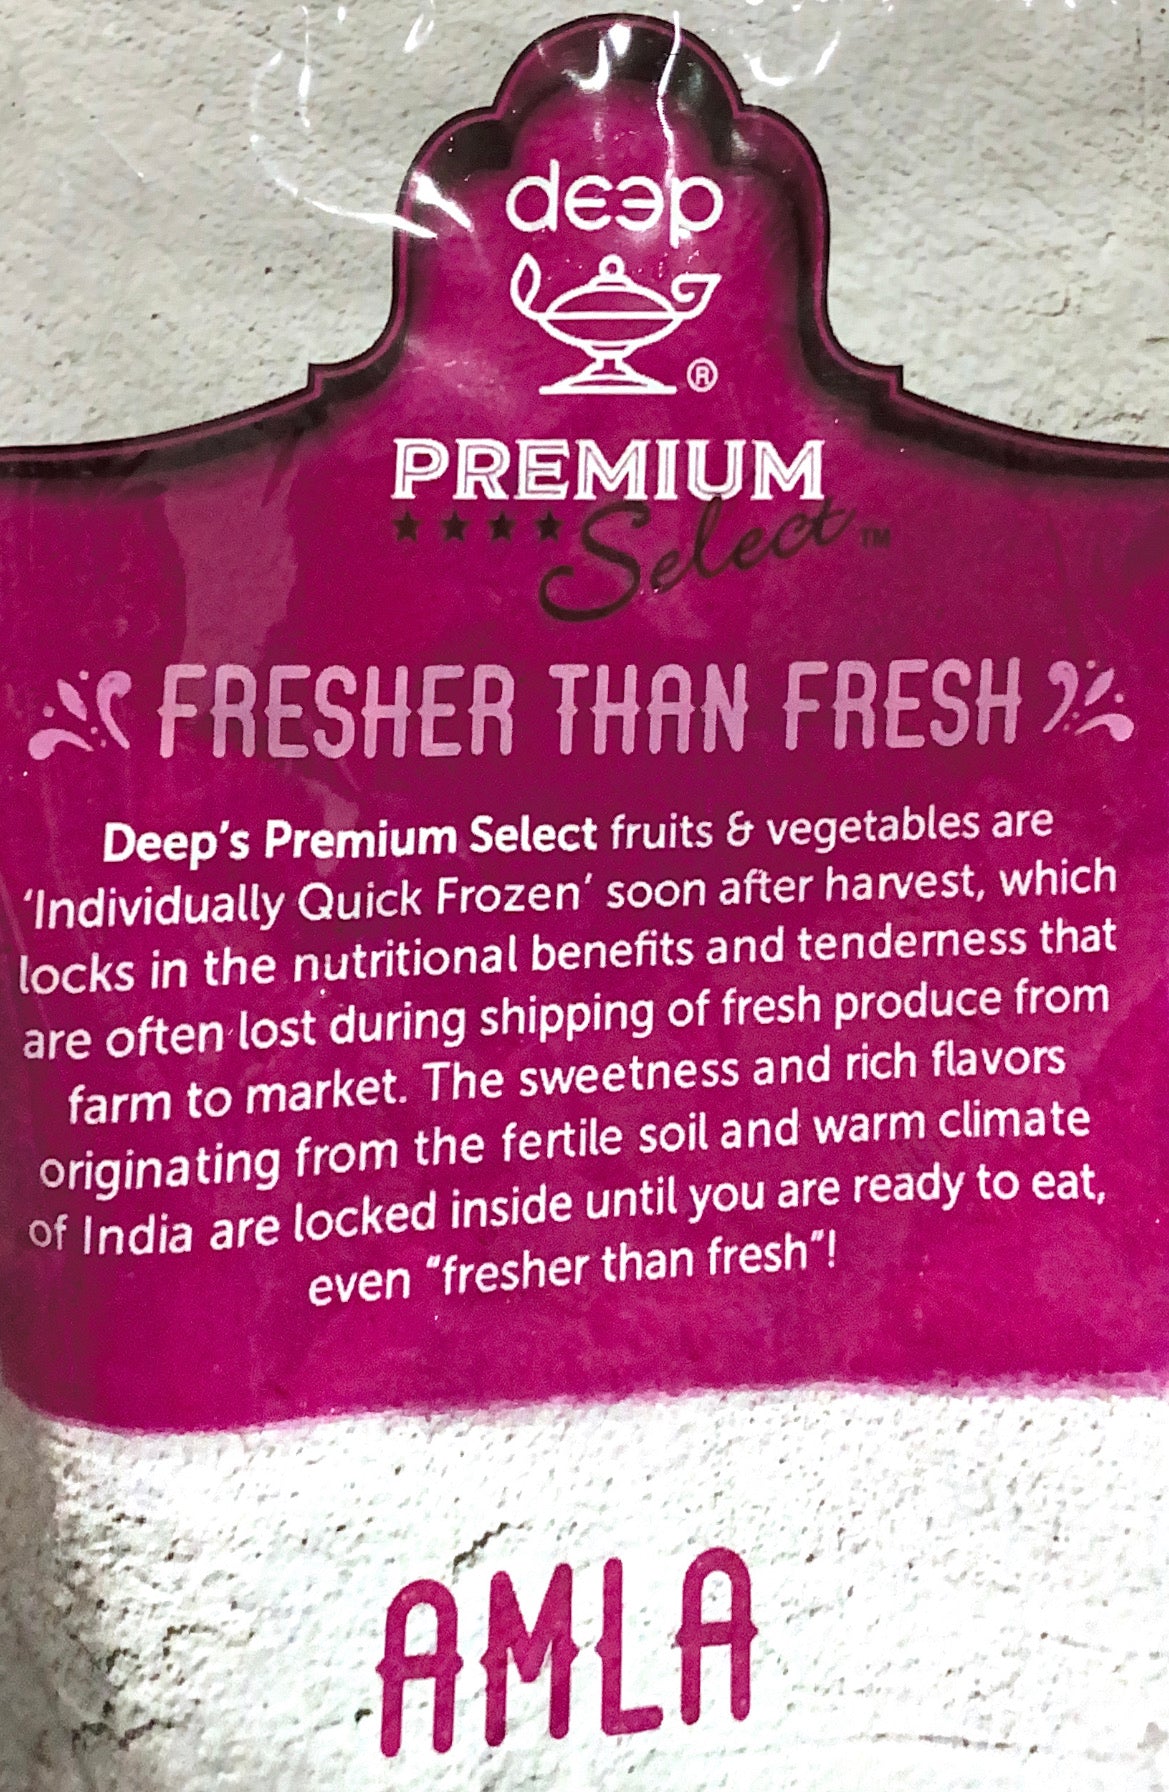 deep
®
PREMIUM
Select™
FRESHER THAN FRESH
Deep's Premium Select fruits & vegetables are
'Individually Quick Frozen' soon after harvest, which
locks in the nutritional benefits and tenderness that
are often lost during shipping of fresh produce from
farm to market. The sweetness and rich flavors
originating from the fertile soil and warm climate
of India are locked inside until you are ready to eat,
even "fresher than fresh"!
AMLA